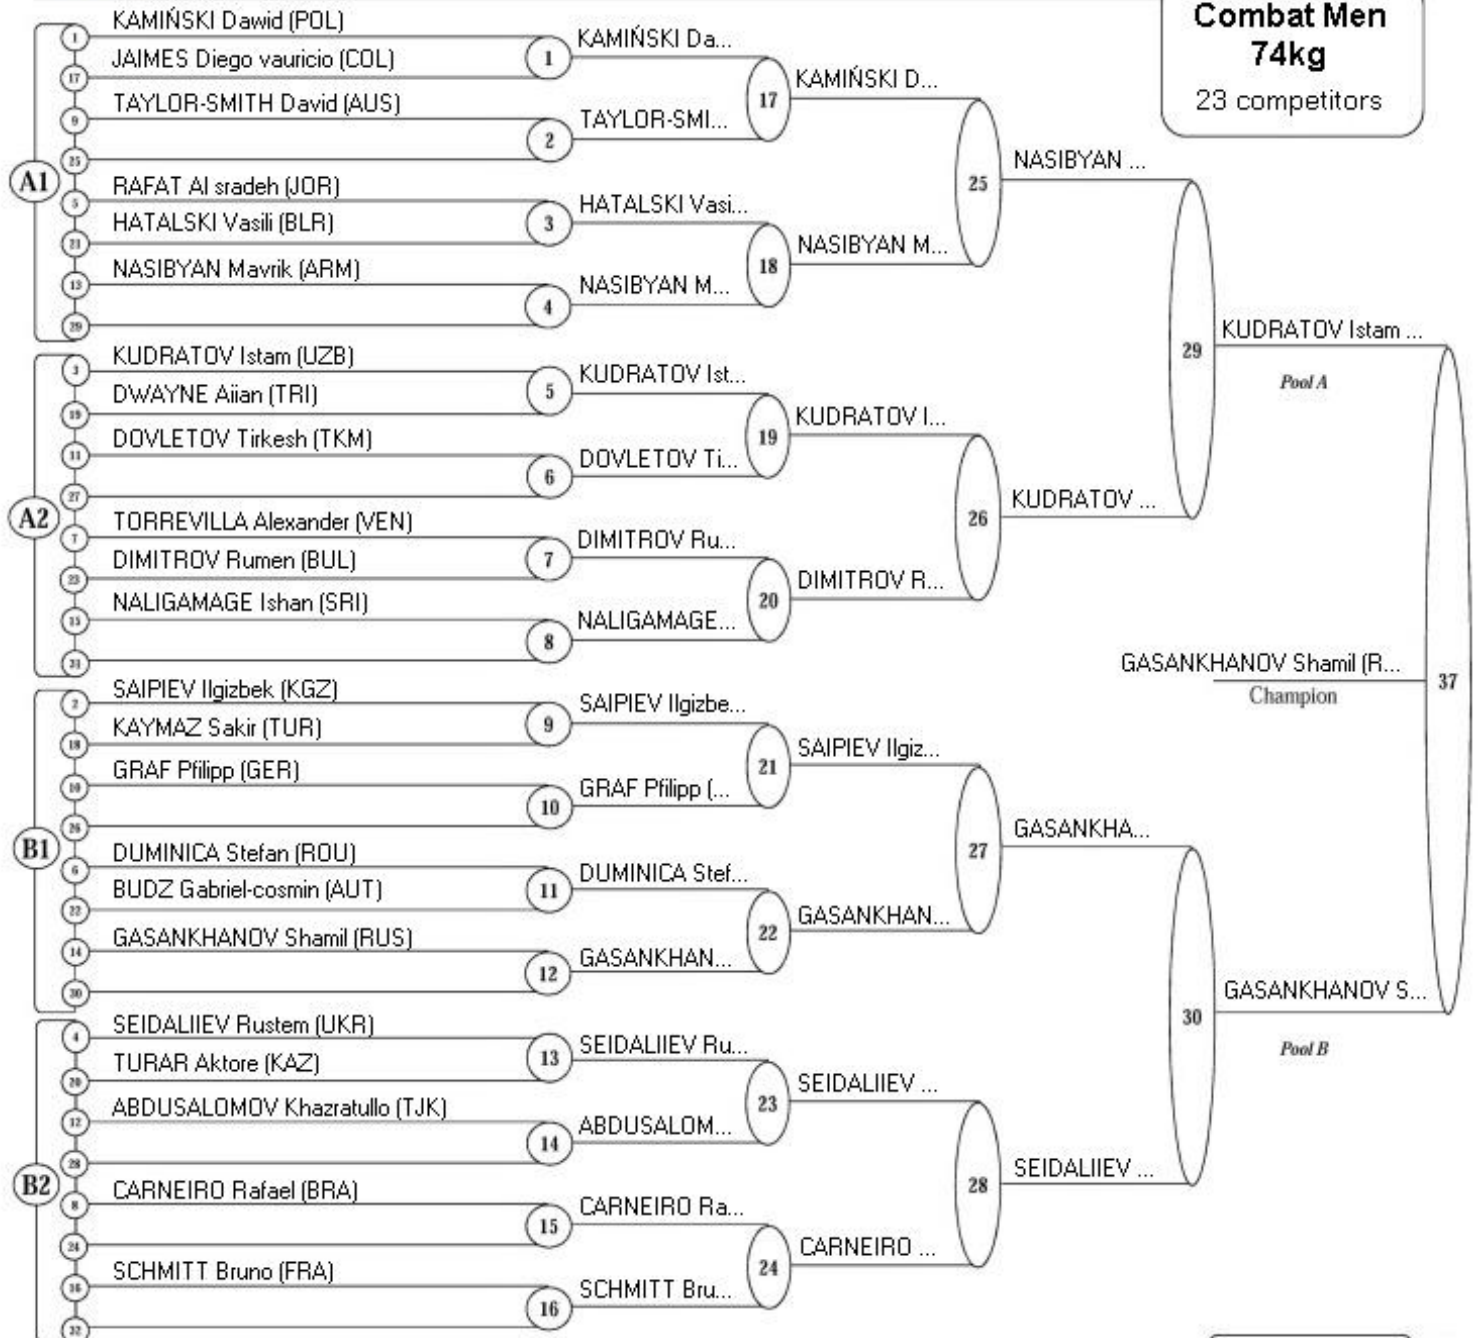 Combat Men
74kg
23 competitors
A1
1 KAMIŃSKI Dawid (POL)
17 JAIMES Diego vauricio (COL)
9 TAYLOR-SMITH David (AUS)
25
5 RAFAT Al sradeh (JOR)
21 HATALSKI Vasili (BLR)
13 NASIBYAN Mavrik (ARM)
29
A2
3 KUDRATOV Istam (UZB)
19 DWAYNE Aiian (TRI)
11 DOVLETOV Tirkesh (TKM)
27
7 TORREVILLA Alexander (VEN)
23 DIMITROV Rumen (BUL)
15 NALIGAMAGE Ishan (SRI)
31
B1
2 SAIPIEV Ilgizbek (KGZ)
18 KAYMAZ Sakir (TUR)
10 GRAF Pfilipp (GER)
26
6 DUMINICA Stefan (ROU)
22 BUDZ Gabriel-cosmin (AUT)
14 GASANKHANOV Shamil (RUS)
30
B2
4 SEIDALIIEV Rustem (UKR)
20 TURAR Aktore (KAZ)
12 ABDUSALOMOV Khazratullo (TJK)
28
8 CARNEIRO Rafael (BRA)
24
16 SCHMITT Bruno (FRA)
32
1 KAMIŃSKI Da...
2 TAYLOR-SMI...
3 HATALSKI Vasi...
4 NASIBYAN M...
5 KUDRATOV Ist...
6 DOVLETOV Ti...
7 DIMITROV Ru...
8 NALIGAMAGE...
9 SAIPIEV Ilgizbe...
10 GRAF Pfilipp (...
11 DUMINICA Stef...
12 GASANKHAN...
13 SEIDALIIEV Ru...
14 ABDUSALOM...
15 CARNEIRO Ra...
16 SCHMITT Bru...
17 KAMIŃSKI D...
18 NASIBYAN M...
19 KUDRATOV I...
20 DIMITROV R...
21 SAIPIEV Ilgiz...
22 GASANKHAN...
23 SEIDALIIEV ...
24 CARNEIRO ...
25 NASIBYAN ...
26 KUDRATOV ...
27 GASANKHA...
28 SEIDALIIEV ...
29 KUDRATOV Istam ...
Pool A
30 GASANKHANOV S...
Pool B
37 GASANKHANOV Shamil (R...
Champion